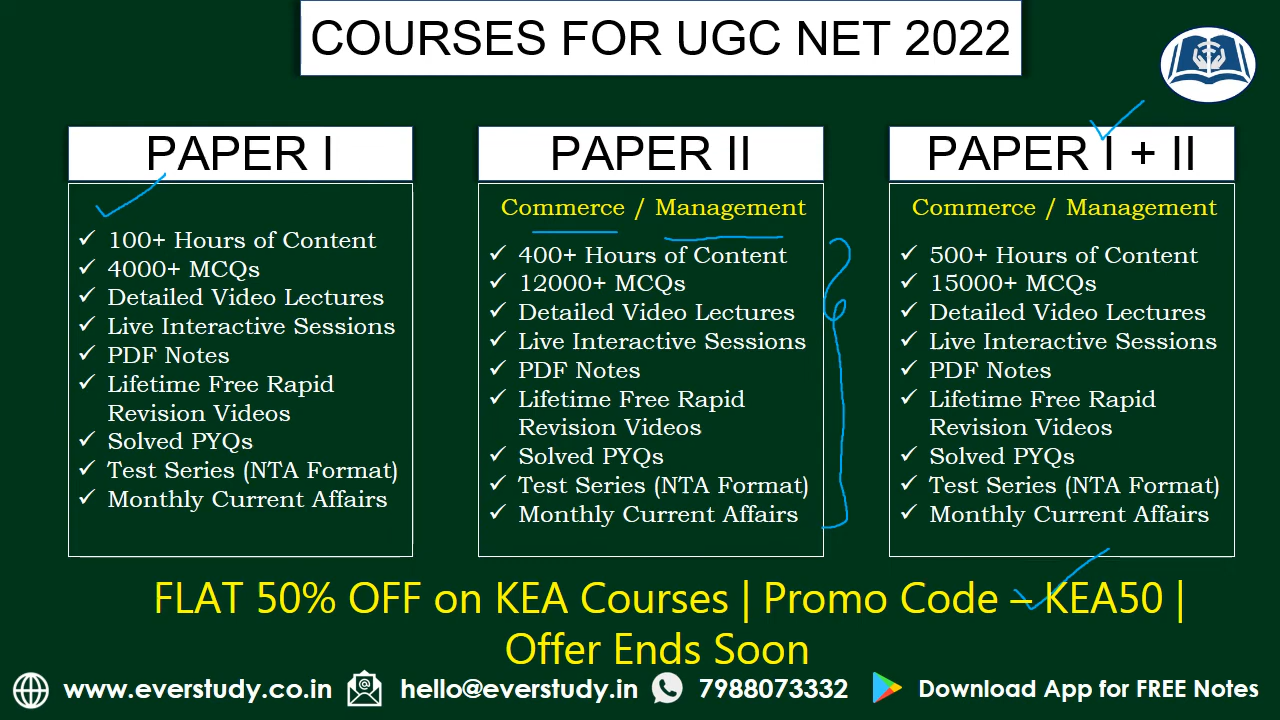 COURSES FOR UGC NET 2022
PAPER I
100+ Hours of Content
4000+ MCQs
Detailed Video Lectures
Live Interactive Sessions
PDF Notes
Lifetime Free Rapid
Revision Videos
Solved PYQs
Test Series (NTA Format)
Monthly Current Affairs
PAPER II
Commerce / Management
400+ Hours of Content
12000+ MCQs
Detailed Video Lectures
Live Interactive Sessions
PDF Notes
Lifetime Free Rapid
Revision Videos
Solved PYQs
Test Series (NTA Format)
Monthly Current Affairs
PAPER I + II
Commerce / Management
500+ Hours of Content
15000+ MCQs
Detailed Video Lectures
Live Interactive Sessions
PDF Notes
Lifetime Free Rapid
Revision Videos
Solved PYQs
Test Series (NTA Format)
Monthly Current Affairs
FLAT 50% OFF on KEA Courses | Promo Code – KEA50 |
Offer Ends Soon
www.everstudy.co.in hello@everstudy.in 7988073332 Download App for FREE Notes